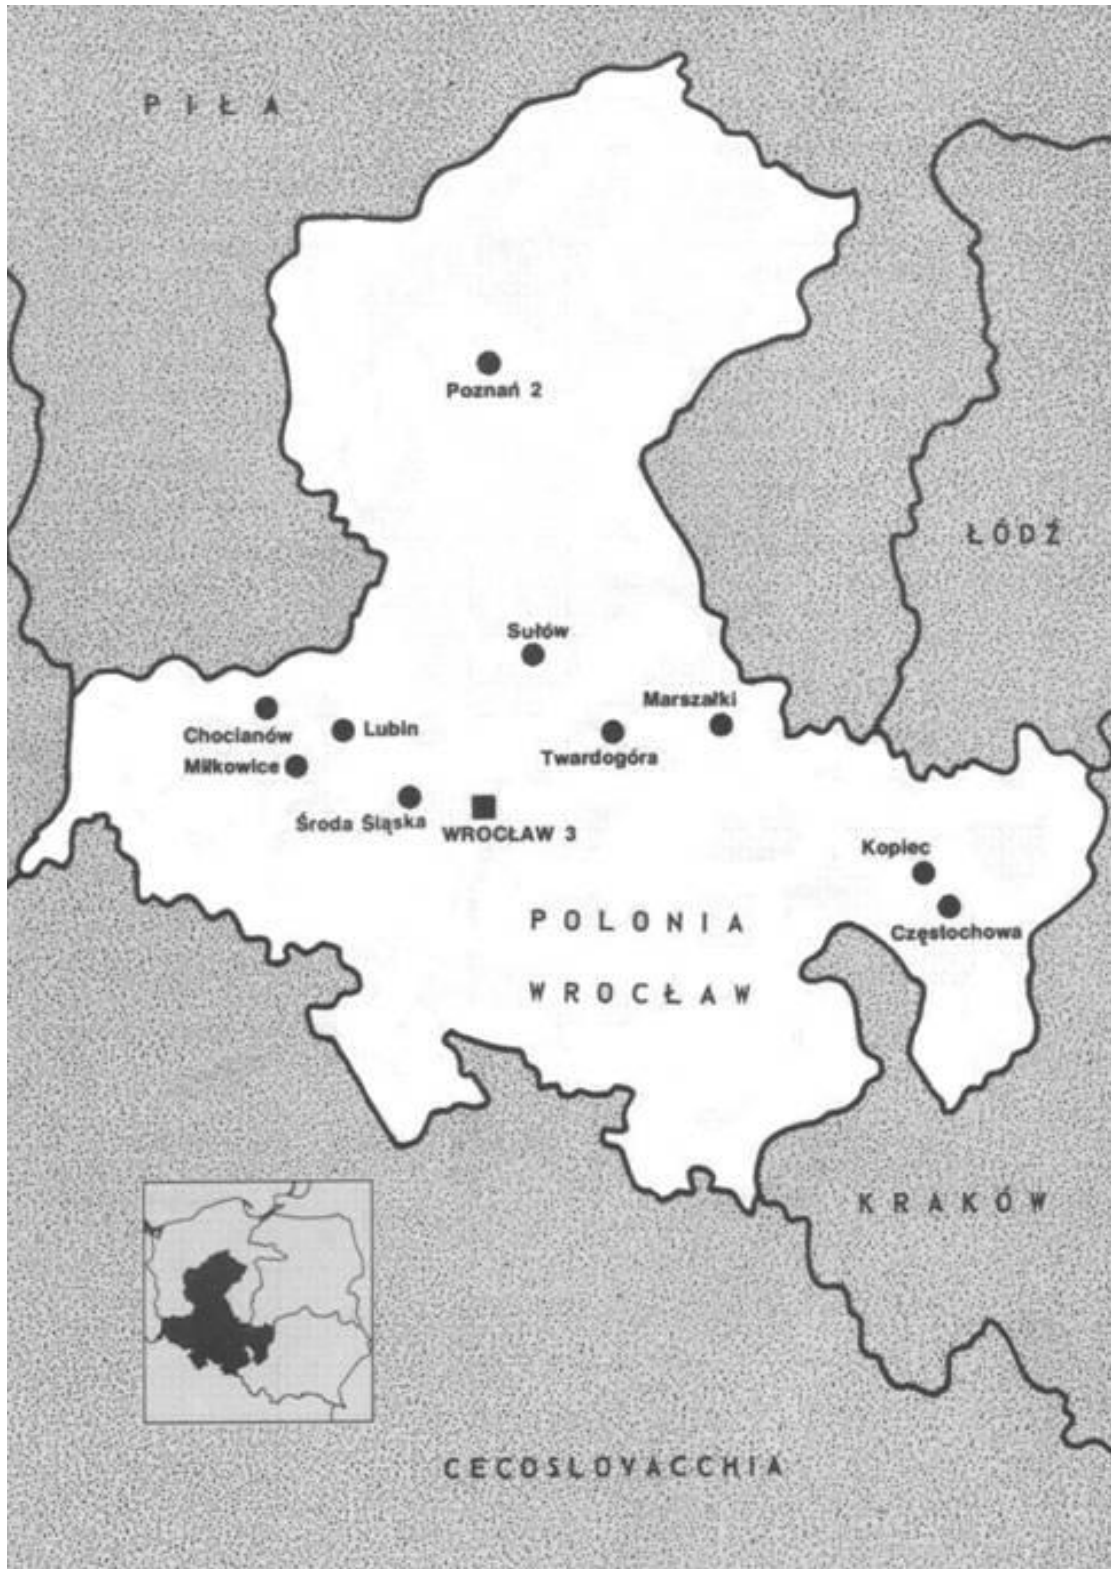 PIŁA
Poznań 2
ŁÓDŹ
Sułów
Marszałki
Chocianów
Lubin
Twardogóra
Miłkowice
Środa Śląska
WROCŁAW 3
Kopiec
POLONIA
Częstochowa
WROCŁAW
KRAKÓW
CECOSLOVACCHIA